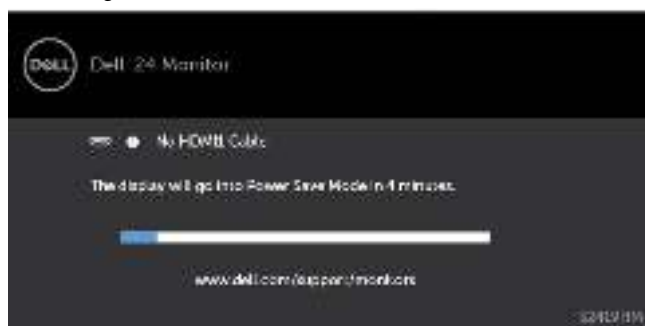 DELL
Dell 24 Monitor
No HDMI1 Cable
The display will go into Power Save Mode in 4 minutes.
www.dell.com/support/monitors